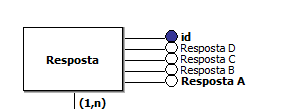 id
Resposta D
Resposta
Resposta C
Resposta B
Resposta A
(1,n)